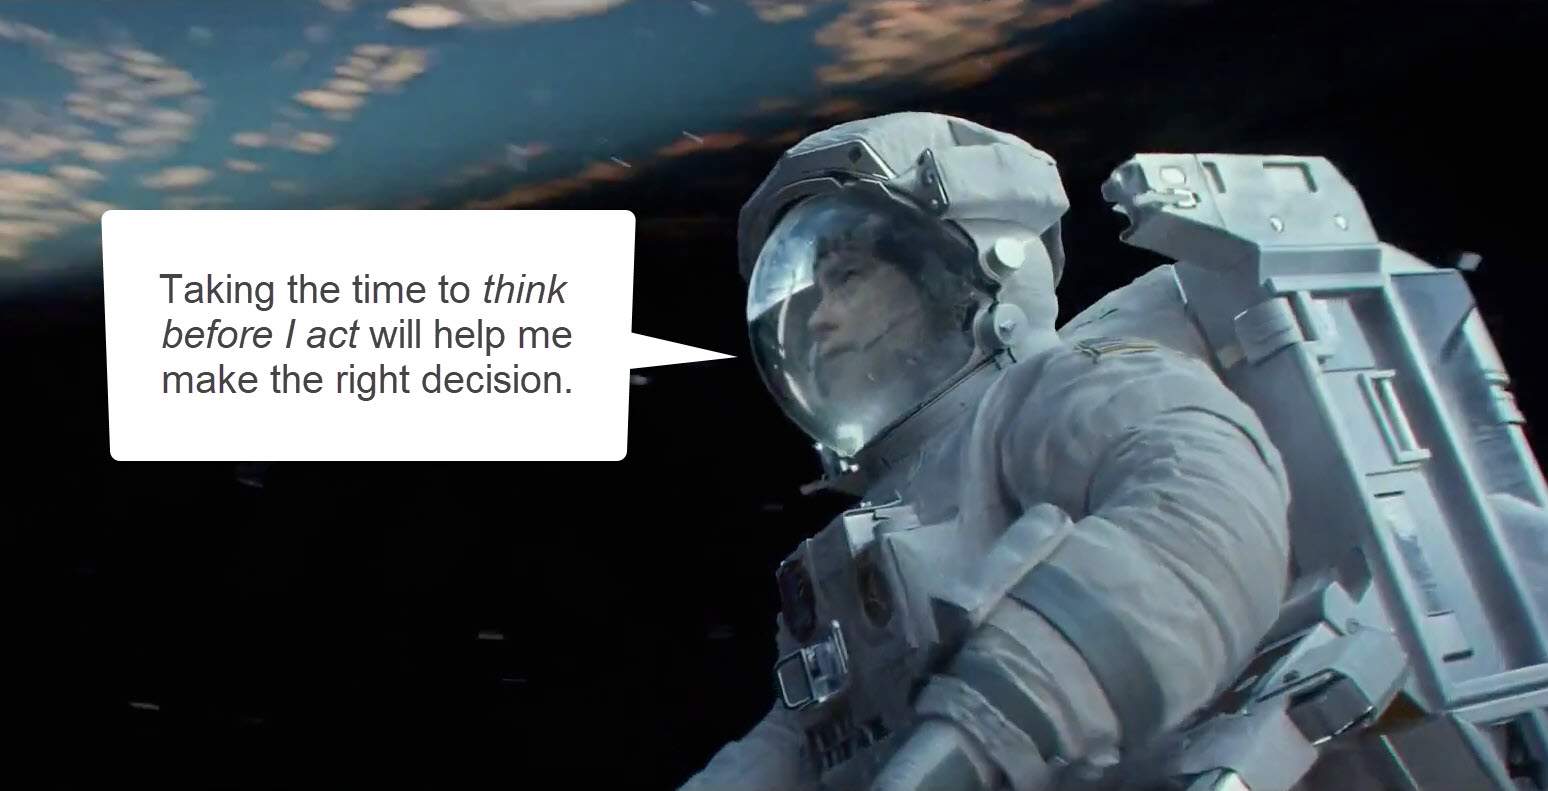 Taking the time to think
before I act will help me
make the right decision.